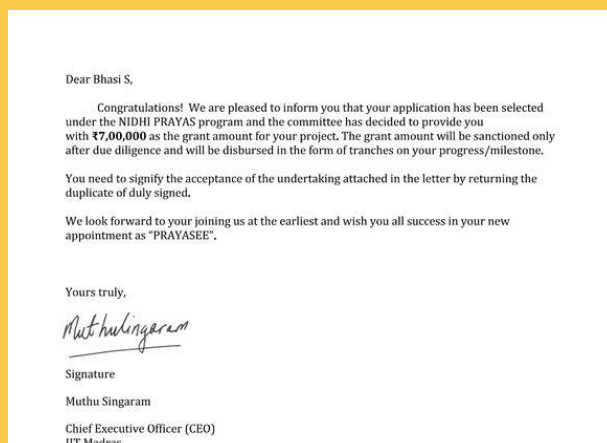 Dear Bhasi S,
Congratulations! We are pleased to inform you that your application has been selected
under the NIDHI PRAYAS program and the committee has decided to provide you
with ₹7,00,000 as the grant amount for your project. The grant amount will be sanctioned only
after due diligence and will be disbursed in the form of tranches on your progress/milestone.
You need to signify the acceptance of the undertaking attached in the letter by returning the
duplicate of duly signed.
We look forward to your joining us at the earliest and wish you all success in your new
appointment as "PRAYASEE".
Yours truly,
Muthulingaram
Signature
Muthu Singaram
Chief Executive Officer (CEO)
IIT Madras